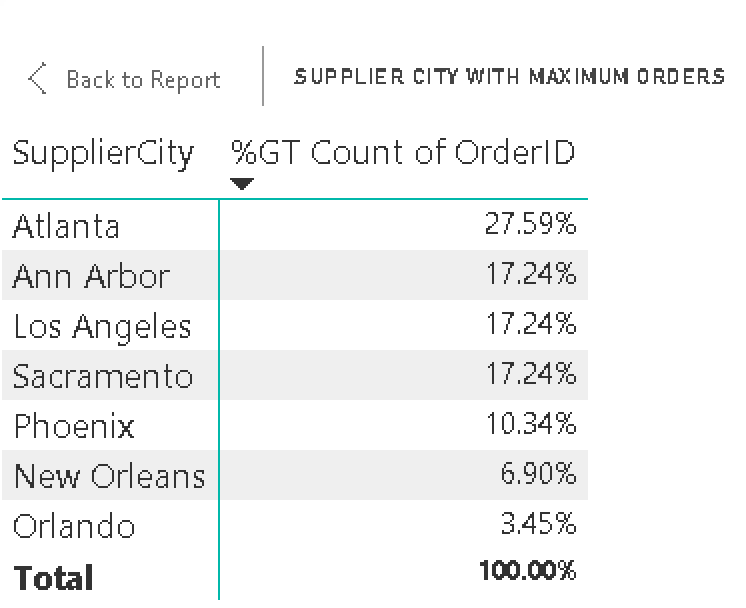 Back to Report SUPPLIER CITY WITH MAXIMUM ORDERS
SupplierCity %GT Count of OrderID
Atlanta 27.59%
Ann Arbor 17.24%
Los Angeles 17.24%
Sacramento 17.24%
Phoenix 10.34%
New Orleans 6.90%
Orlando 3.45%
Total 100.00%